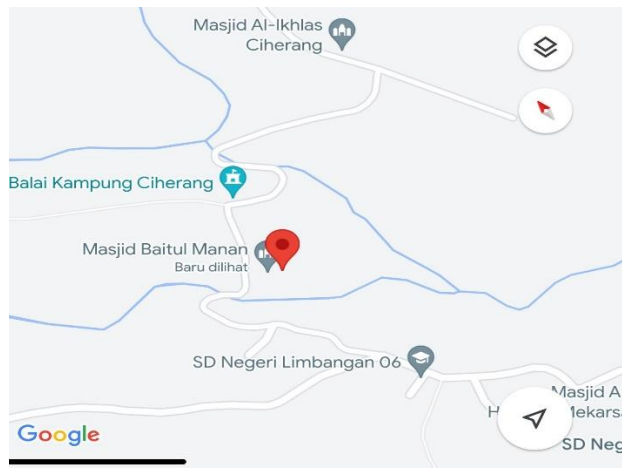 Masjid Al-Ikhlas
Ciherang
Balai Kampung Ciherang
Masjid Baitul Manan
Baru dilihat
SD Negeri Limbangan 06
Masjid A
H
Mekarsa
SD Neg
Google